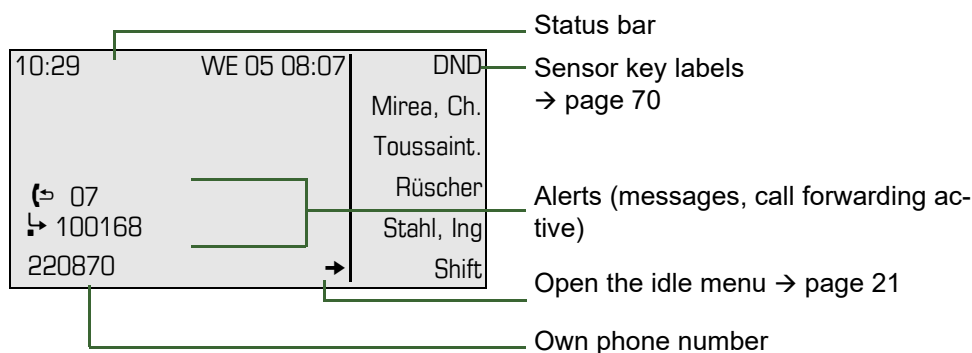 Status bar
10:29 WE 05 08:07 DND
Sensor key labels
→ page 70
Mirea, Ch.
Toussaint.
Rüscher
07
Alerts (messages, call forwarding ac-
tive)
100168
Stahl, Ing
220870 → Shift
Open the idle menu → page 21
Own phone number